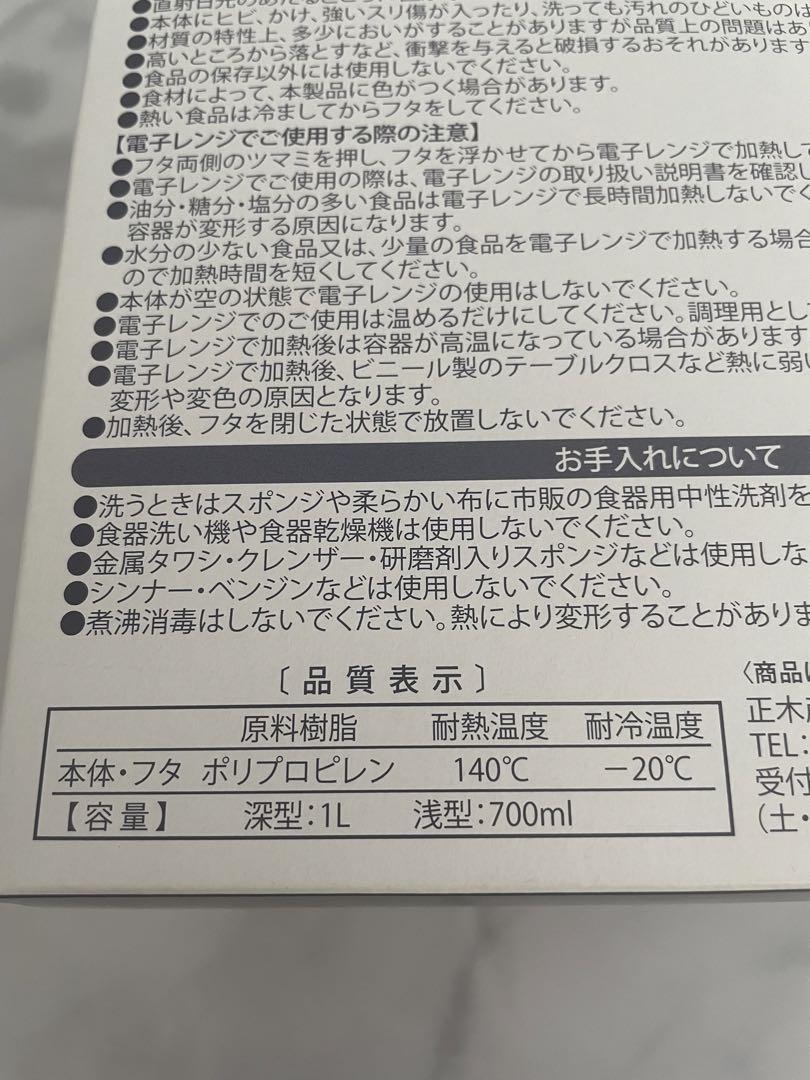 ●本体にヒビ、かけ、強いスリ傷が入ったり、洗っても汚れのひどいものは
●材質の特性上、多少においがすることがありますが品質上の問題はあ
●高いところから落とすなど、衝撃を与えると破損するおそれがあります
●食品の保存以外には使用しないでください。
●食材によって、本製品に色がつく場合があります。
●熱い食品は冷ましてからフタをしてください。
【電子レンジでご使用する際の注意】
●フタ両側のツマミを押し、フタを浮かせてから電子レンジで加熱して
●電子レンジでご使用の際は、電子レンジの取り扱い説明書を確認し
●油分・糖分・塩分の多い食品は電子レンジで長時間加熱しないでく
容器が変形する原因になります。
●水分の少ない食品又は、少量の食品を電子レンジで加熱する場合
ので加熱時間を短くしてください。
●本体が空の状態で電子レンジの使用はしないでください。
●電子レンジでのご使用は温めるだけにしてください。調理用とし
●電子レンジで加熱後は容器が高温になっている場合があります
●電子レンジで加熱後、ビニール製のテーブルクロスなど熱に弱い
変形や変色の原因となります。
●加熱後、フタを閉じた状態で放置しないでください。
お手入れについて
●洗うときはスポンジや柔らかい布に市販の食器用中性洗剤を
●食器洗い機や食器乾燥機は使用しないでください。
●金属タワシ・クレンザー・研磨剤入りスポンジなどは使用しな
●シンナー・ベンジンなどは使用しないでください。
●煮沸消毒はしないでください。熱により変形することがありま
〔品質表示〕
原料樹脂 耐熱温度 耐冷温度
本体・フタ ポリプロピレン 140℃ －20℃
【容量】 深型：1L 浅型：700ml
〈商品に
正木
TEL：
受付
（土・